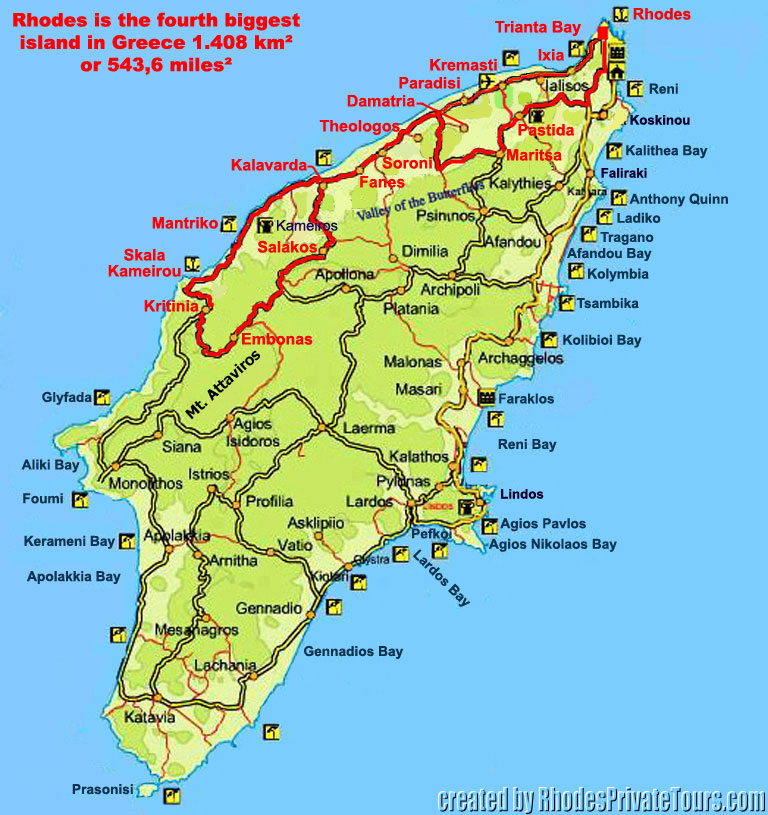 Rhodes is the fourth biggest
island in Greece 1.408 km²
or 543,6 miles²
Rhodes
Trianta Bay
Ixia
Kremasti
Paradisi
Ialisos
Reni
Damatria
Koskinou
Theologos
Pastida
Kalithea Bay
Maritsa
Kalavarda
Soroni
Faliraki
Fanes
Kalythies
Valley of the Butterflies
Anthony Quinn
Psinthos
Ladiko
Mantriko
Kameiros
Tragano
Salakos
Afandou
Afandou Bay
Skala
Kameirou
Dimilia
Kolymbia
Apollona
Archipoli
Kritinia
Platania
Tsambika
Embonas
Kolibioi Bay
Mt. Attaviros
Malonas
Archaggelos
Masari
Glyfada
Faraklos
Agios
Isidoros
Laerma
Siana
Reni Bay
Kalathos
Aliki Bay
Istrios
Monolithos
Pylonas
Foumi
Profilia
Lardos
LINDOS
Lindos
Asklipiio
Agios Pavlos
Kerameni Bay
Apolakkia
Pefkoi
Vatio
Agios Nikolaos Bay
Arnitha
Glystra
Apolakkia Bay
Kiotari
Lardos Bay
Gennadio
Mesanagros
Gennadios Bay
Lachania
Katavia
Prasonisi
created by RhodesPrivateTours.com